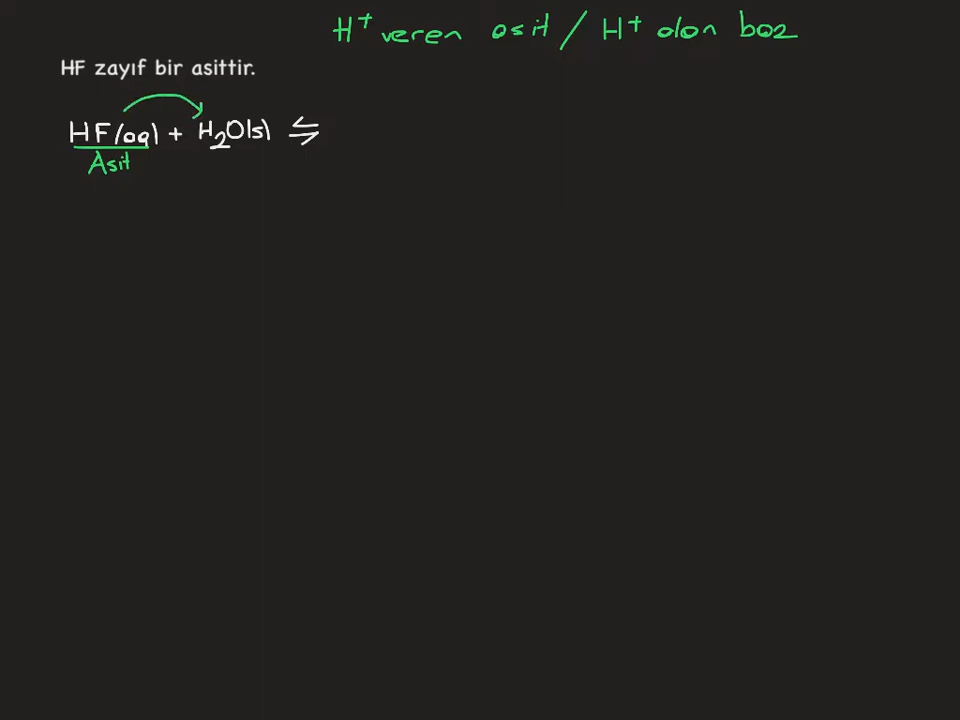 H⁺ veren asit / H⁺ alan baz
HF zayıf bir asittir.
HF(aq) + H₂O(s) ⇌
Asit